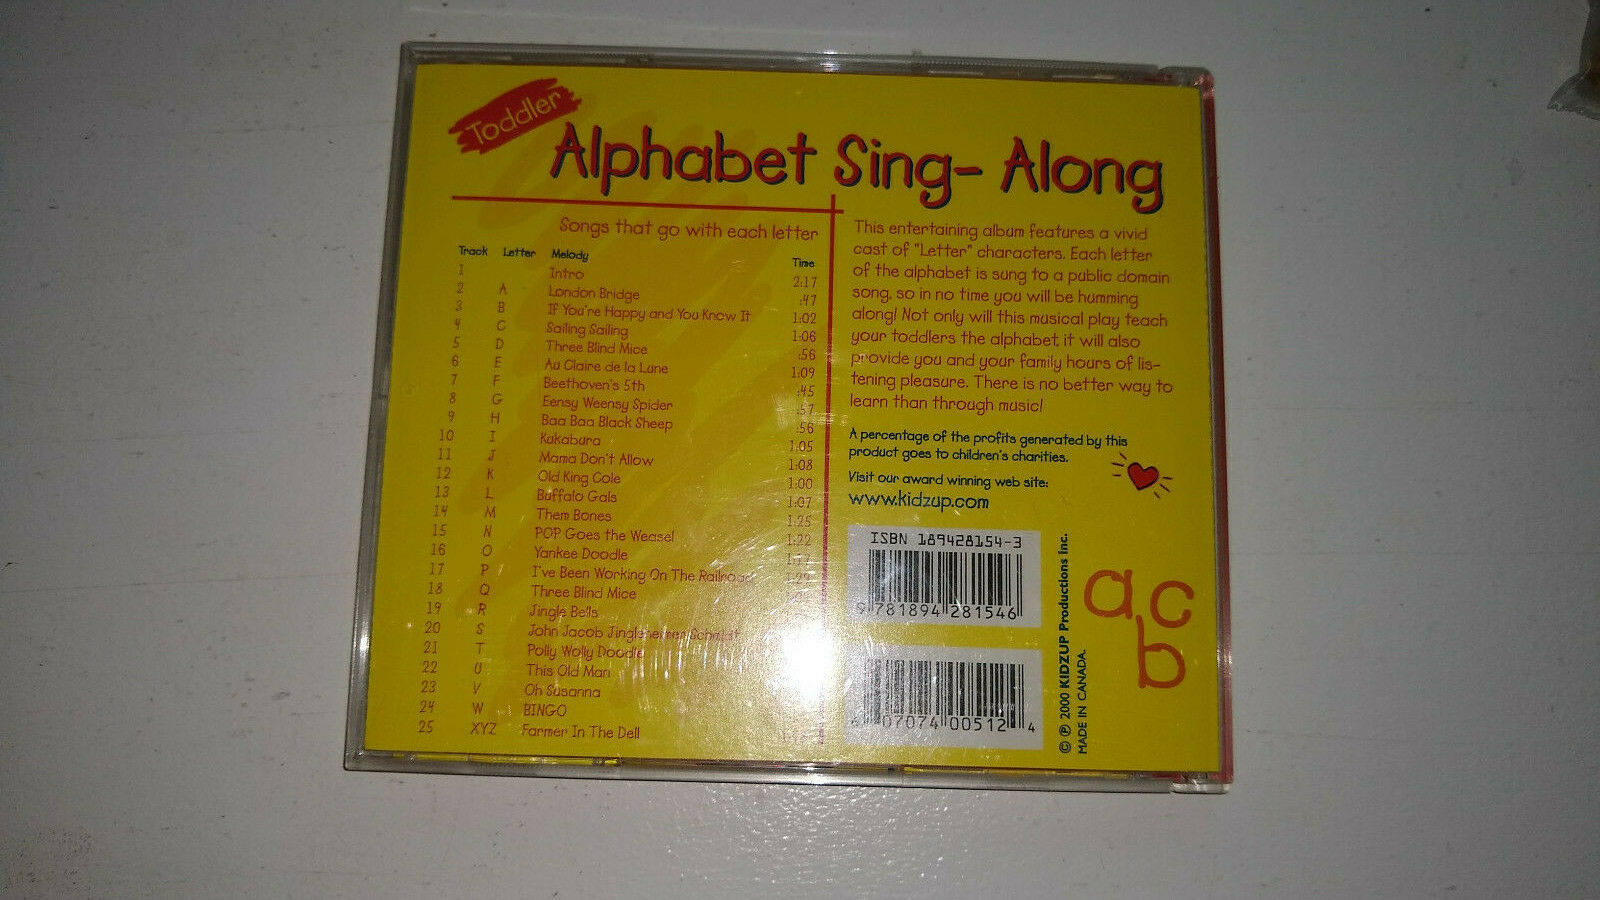 Toddler
Alphabet Sing-Along
Songs that go with each letter
Track Letter Melody Time
1 Intro 2:17
2 A London Bridge :47
3 B If You're Happy and You Know It 1:02
4 C Sailing Sailing 1:06
5 D Three Blind Mice :56
6 E Au Claire de la Lune 1:09
7 F Beethoven's 5th :45
8 G Eensy Weensy Spider :57
9 H Baa Baa Black Sheep :56
10 I Kukabura 1:05
11 J Mama Don't Allow 1:08
12 K Old King Cole 1:00
13 L Buffalo Gals 1:07
14 M Them Bones 1:25
15 N POP Goes the Weasel 1:22
16 O Yankee Doodle
17 P I've Been Working On The Railroad
18 Q Three Blind Mice
19 R Jingle Bells
20 S John Jacob Jingleheimer Schmidt
21 T Polly Wolly Doodle
22 U This Old Man
23 V Oh Susanna
24 W BINGO
25 XYZ Farmer In The Dell
This entertaining album features a vivid
cast of "Letter" characters. Each letter
of the alphabet is sung to a public domain
song, so in no time you will be humming
along! Not only will this musical play teach
your toddlers the alphabet, it will also
provide you and your family hours of lis-
tening pleasure. There is no better way to
learn than through music!
A percentage of the profits generated by this
product goes to children's charities.
Visit our award winning web site:
www.kidzup.com
ISBN 189428154-3
9 781894 281546
07074 00512 4
© ℗ 2000 KIDZUP Productions Inc.
MADE IN CANADA.
a c
b